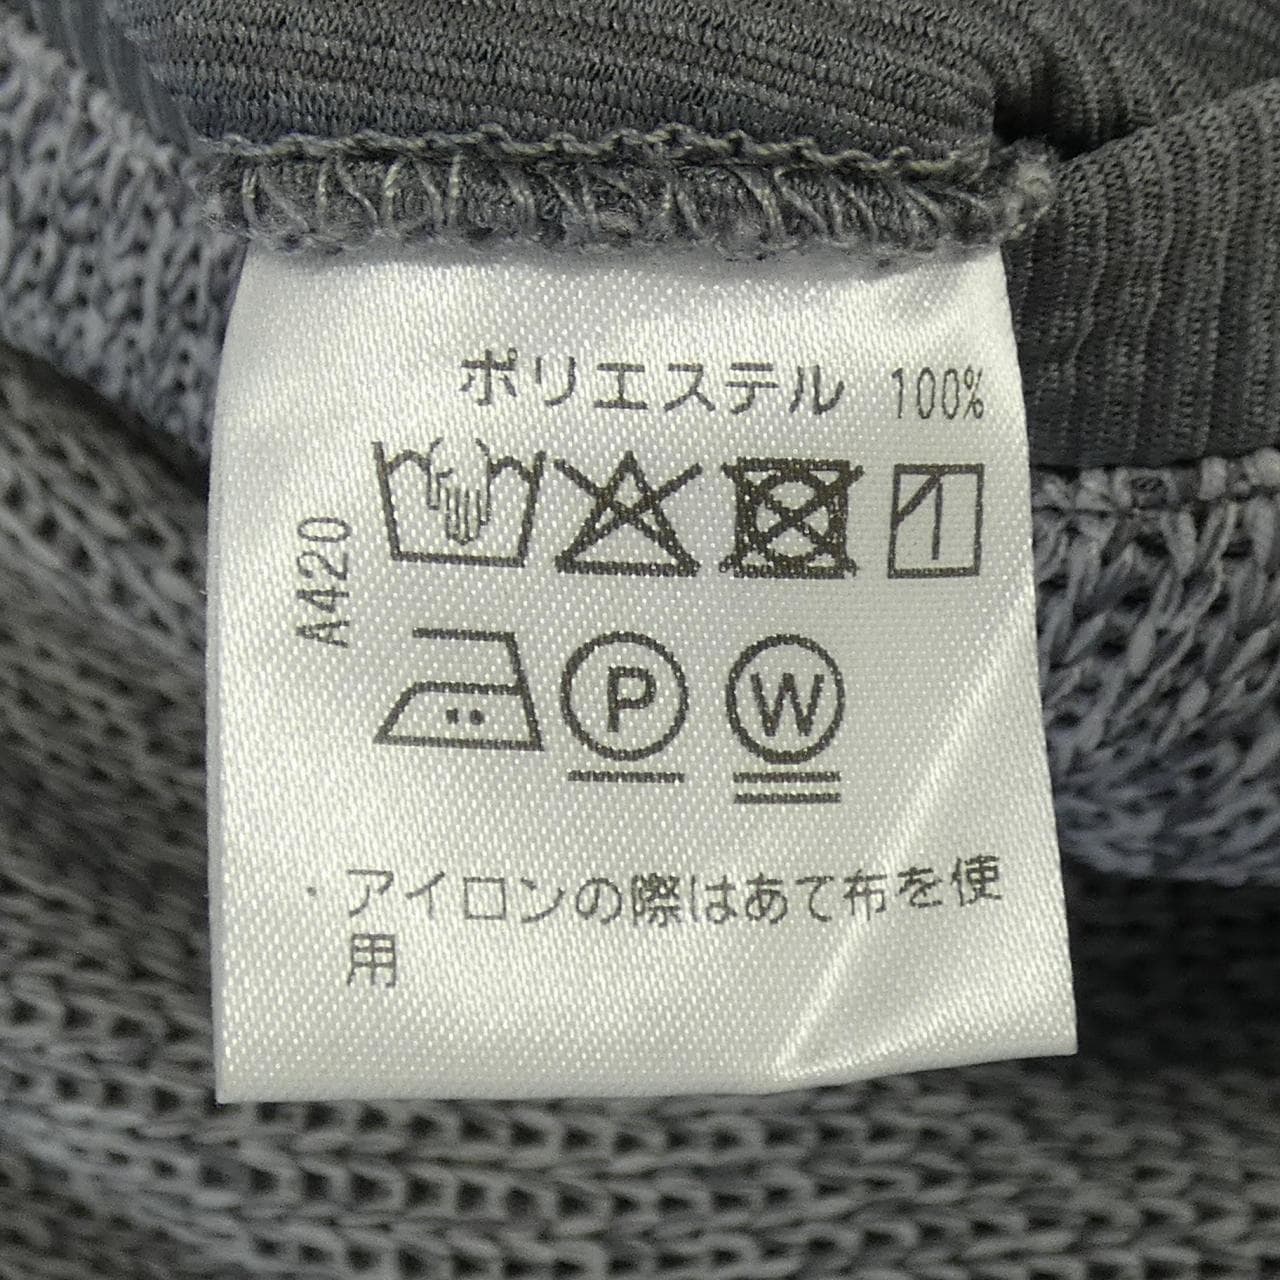 ポリエステル 100%
A420
P
W
・アイロンの際はあて布を使
用